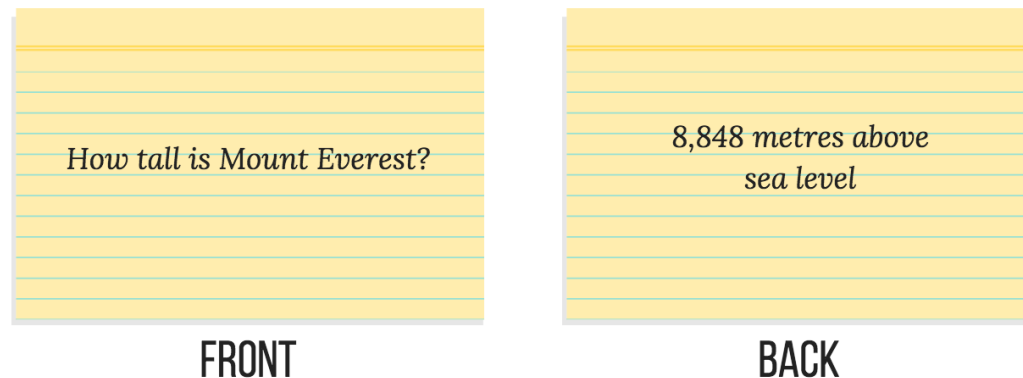 How tall is Mount Everest?
FRONT
8,848 metres above
sea level
BACK